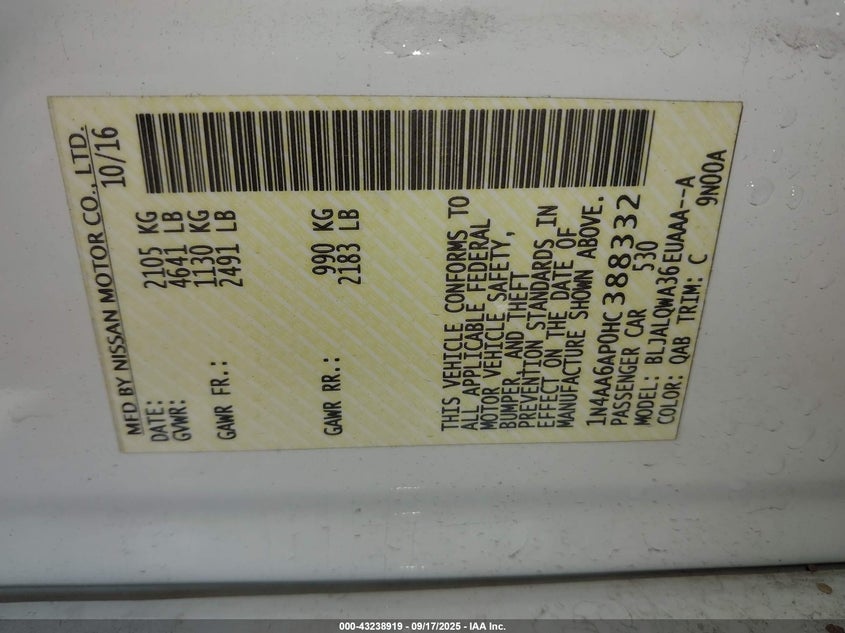 MFD BY NISSAN MOTOR CO., LTD.
DATE: 10/16
GVWR: 2105 KG
4641 LB
GAWR FR.: 1130 KG
2491 LB
GAWR RR.: 990 KG
2183 LB
THIS VEHICLE CONFORMS TO
ALL APPLICABLE FEDERAL
MOTOR VEHICLE SAFETY,
BUMPER, AND THEFT
PREVENTION STANDARDS IN
EFFECT ON THE DATE OF
MANUFACTURE SHOWN ABOVE.
1N4AA6AP0HC388332
PASSENGER CAR 530
MODEL: BLJALQWA36EUAAA--A
COLOR: QAB TRIM: C 9N00A
000-43238919 - 09/17/2025 - IAA Inc.